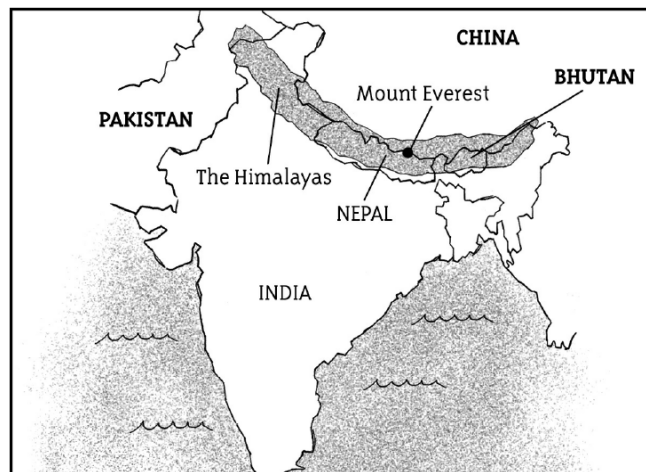 CHINA
BHUTAN
Mount Everest
PAKISTAN
The Himalayas
NEPAL
INDIA